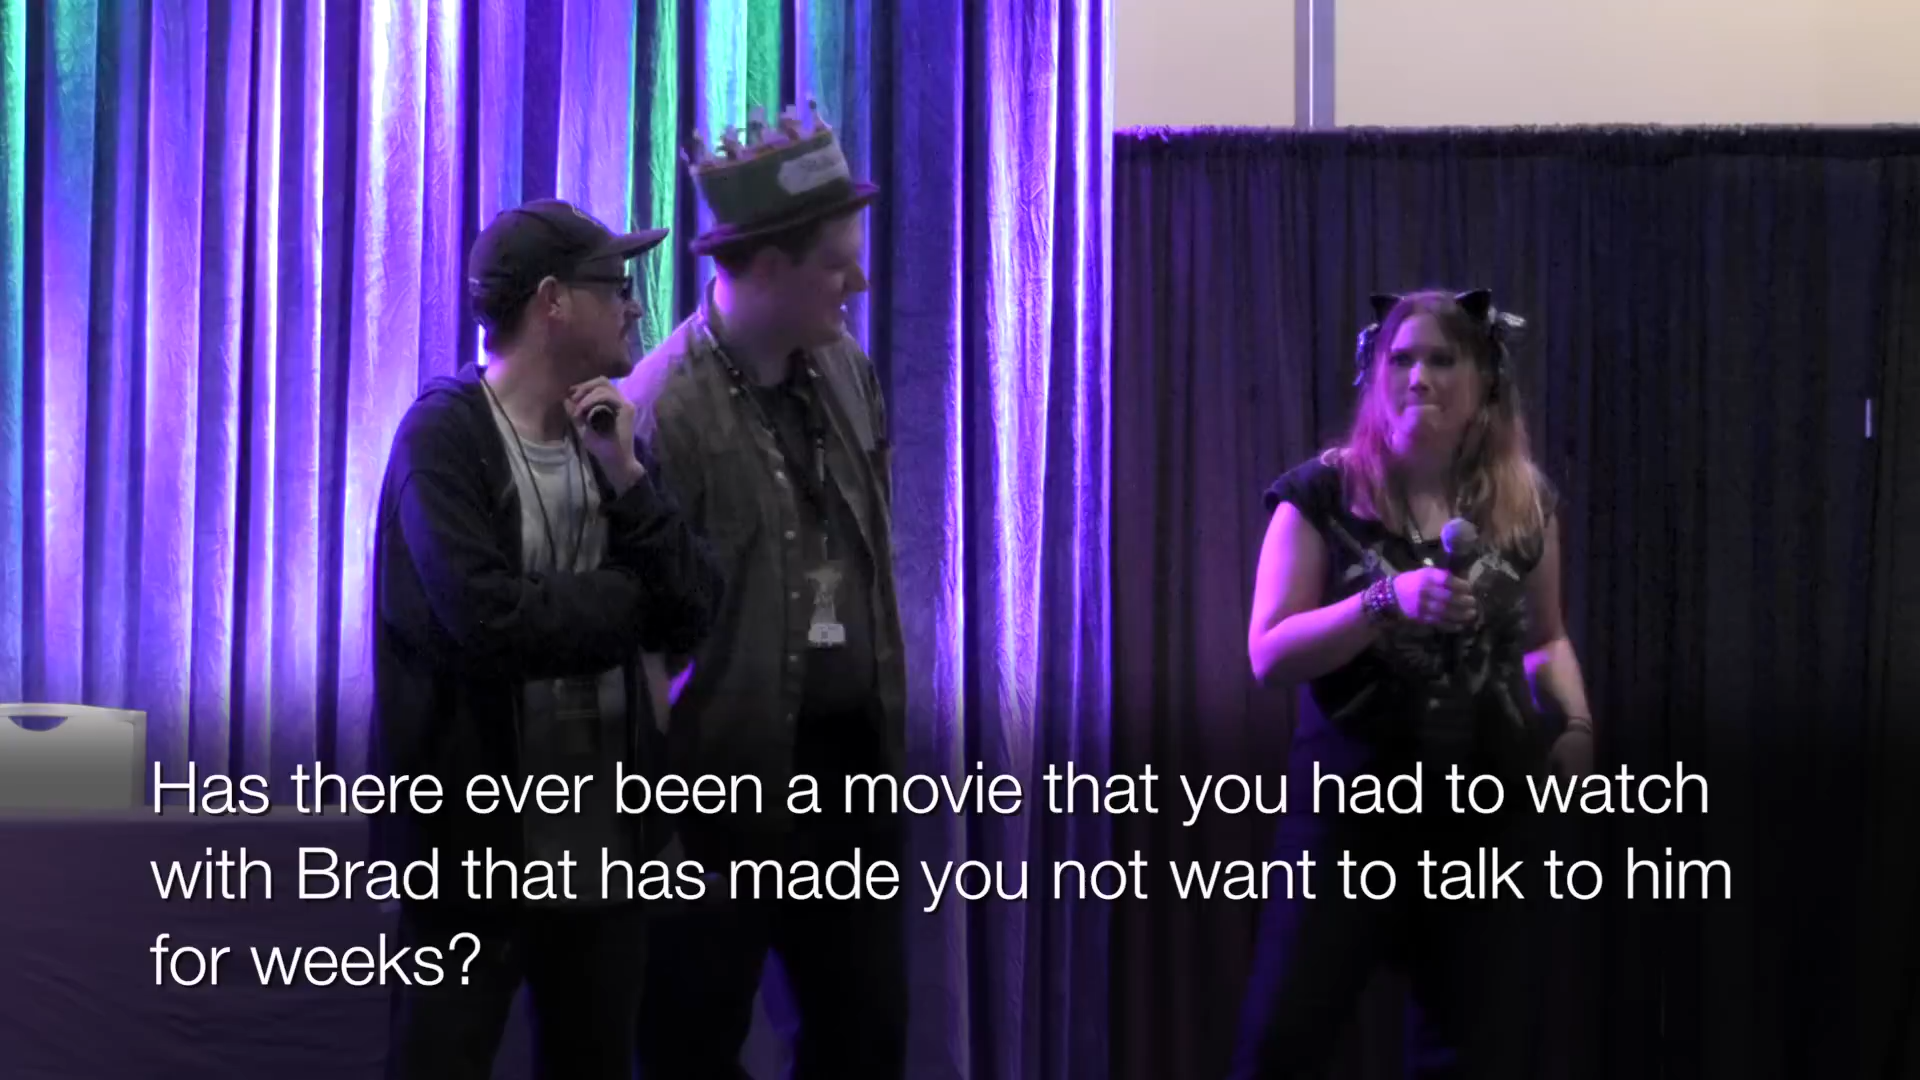 Has there ever been a movie that you had to watch
with Brad that has made you not want to talk to him
for weeks?